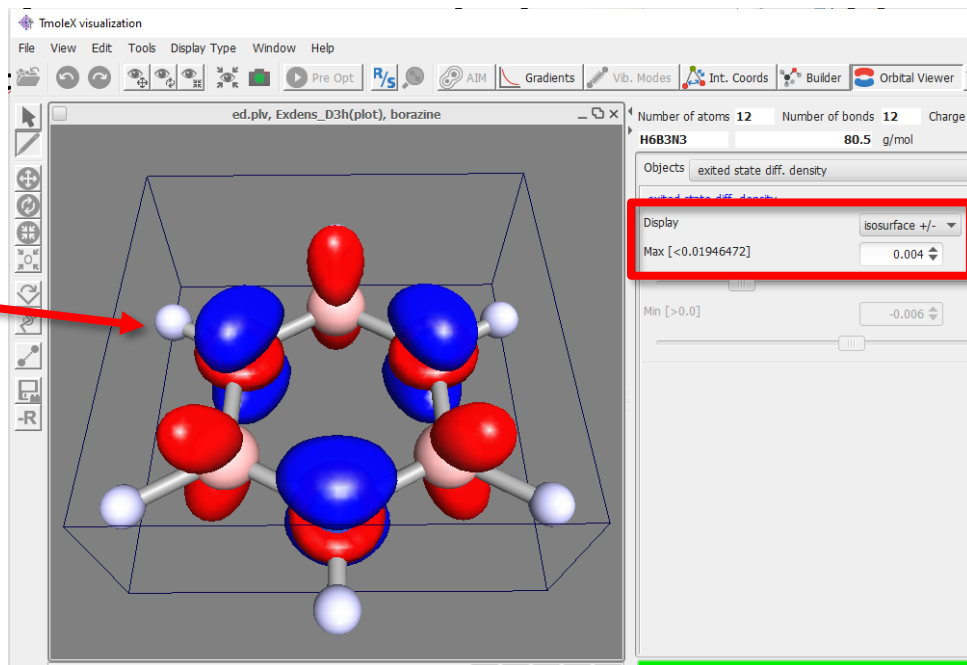 TmoleX visualization
File View Edit Tools Display Type Window Help
Pre Opt R/S AIM Gradients Vib. Modes Int. Coords Builder Orbital Viewer
ed.plv, Exdens_D3h(plot), borazine
Number of atoms 12 Number of bonds 12 Charge
H6B3N3 80.5 g/mol
Objects exited state diff. density
exited state diff. density
Display isosurface +/-
Max [<0.01946472] 0.004
Min [>0.0] -0.006
-R